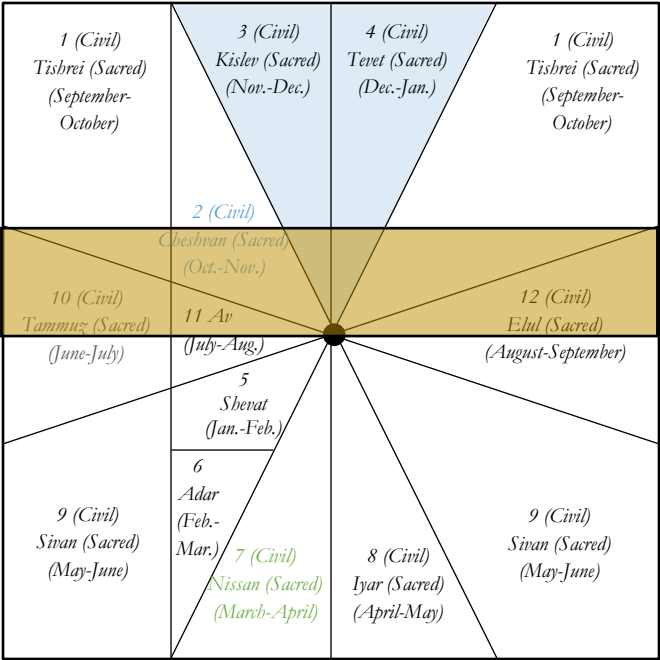 1 (Civil)
Tishrei (Sacred)
(September-
October)
3 (Civil)
Kislev (Sacred)
(Nov.-Dec.)
4 (Civil)
Tevet (Sacred)
(Dec.-Jan.)
1 (Civil)
Tishrei (Sacred)
(September-
October)
2 (Civil)
Cheshvan (Sacred)
(Oct.-Nov.)
10 (Civil)
Tammuz (Sacred)
(June-July)
11 Av
(July-Aug.)
12 (Civil)
Elul (Sacred)
(August-September)
5
Shevat
(Jan.-Feb.)
6
Adar
(Feb.-
Mar.)
9 (Civil)
Sivan (Sacred)
(May-June)
7 (Civil)
Nissan (Sacred)
(March-April)
8 (Civil)
Iyar (Sacred)
(April-May)
9 (Civil)
Sivan (Sacred)
(May-June)